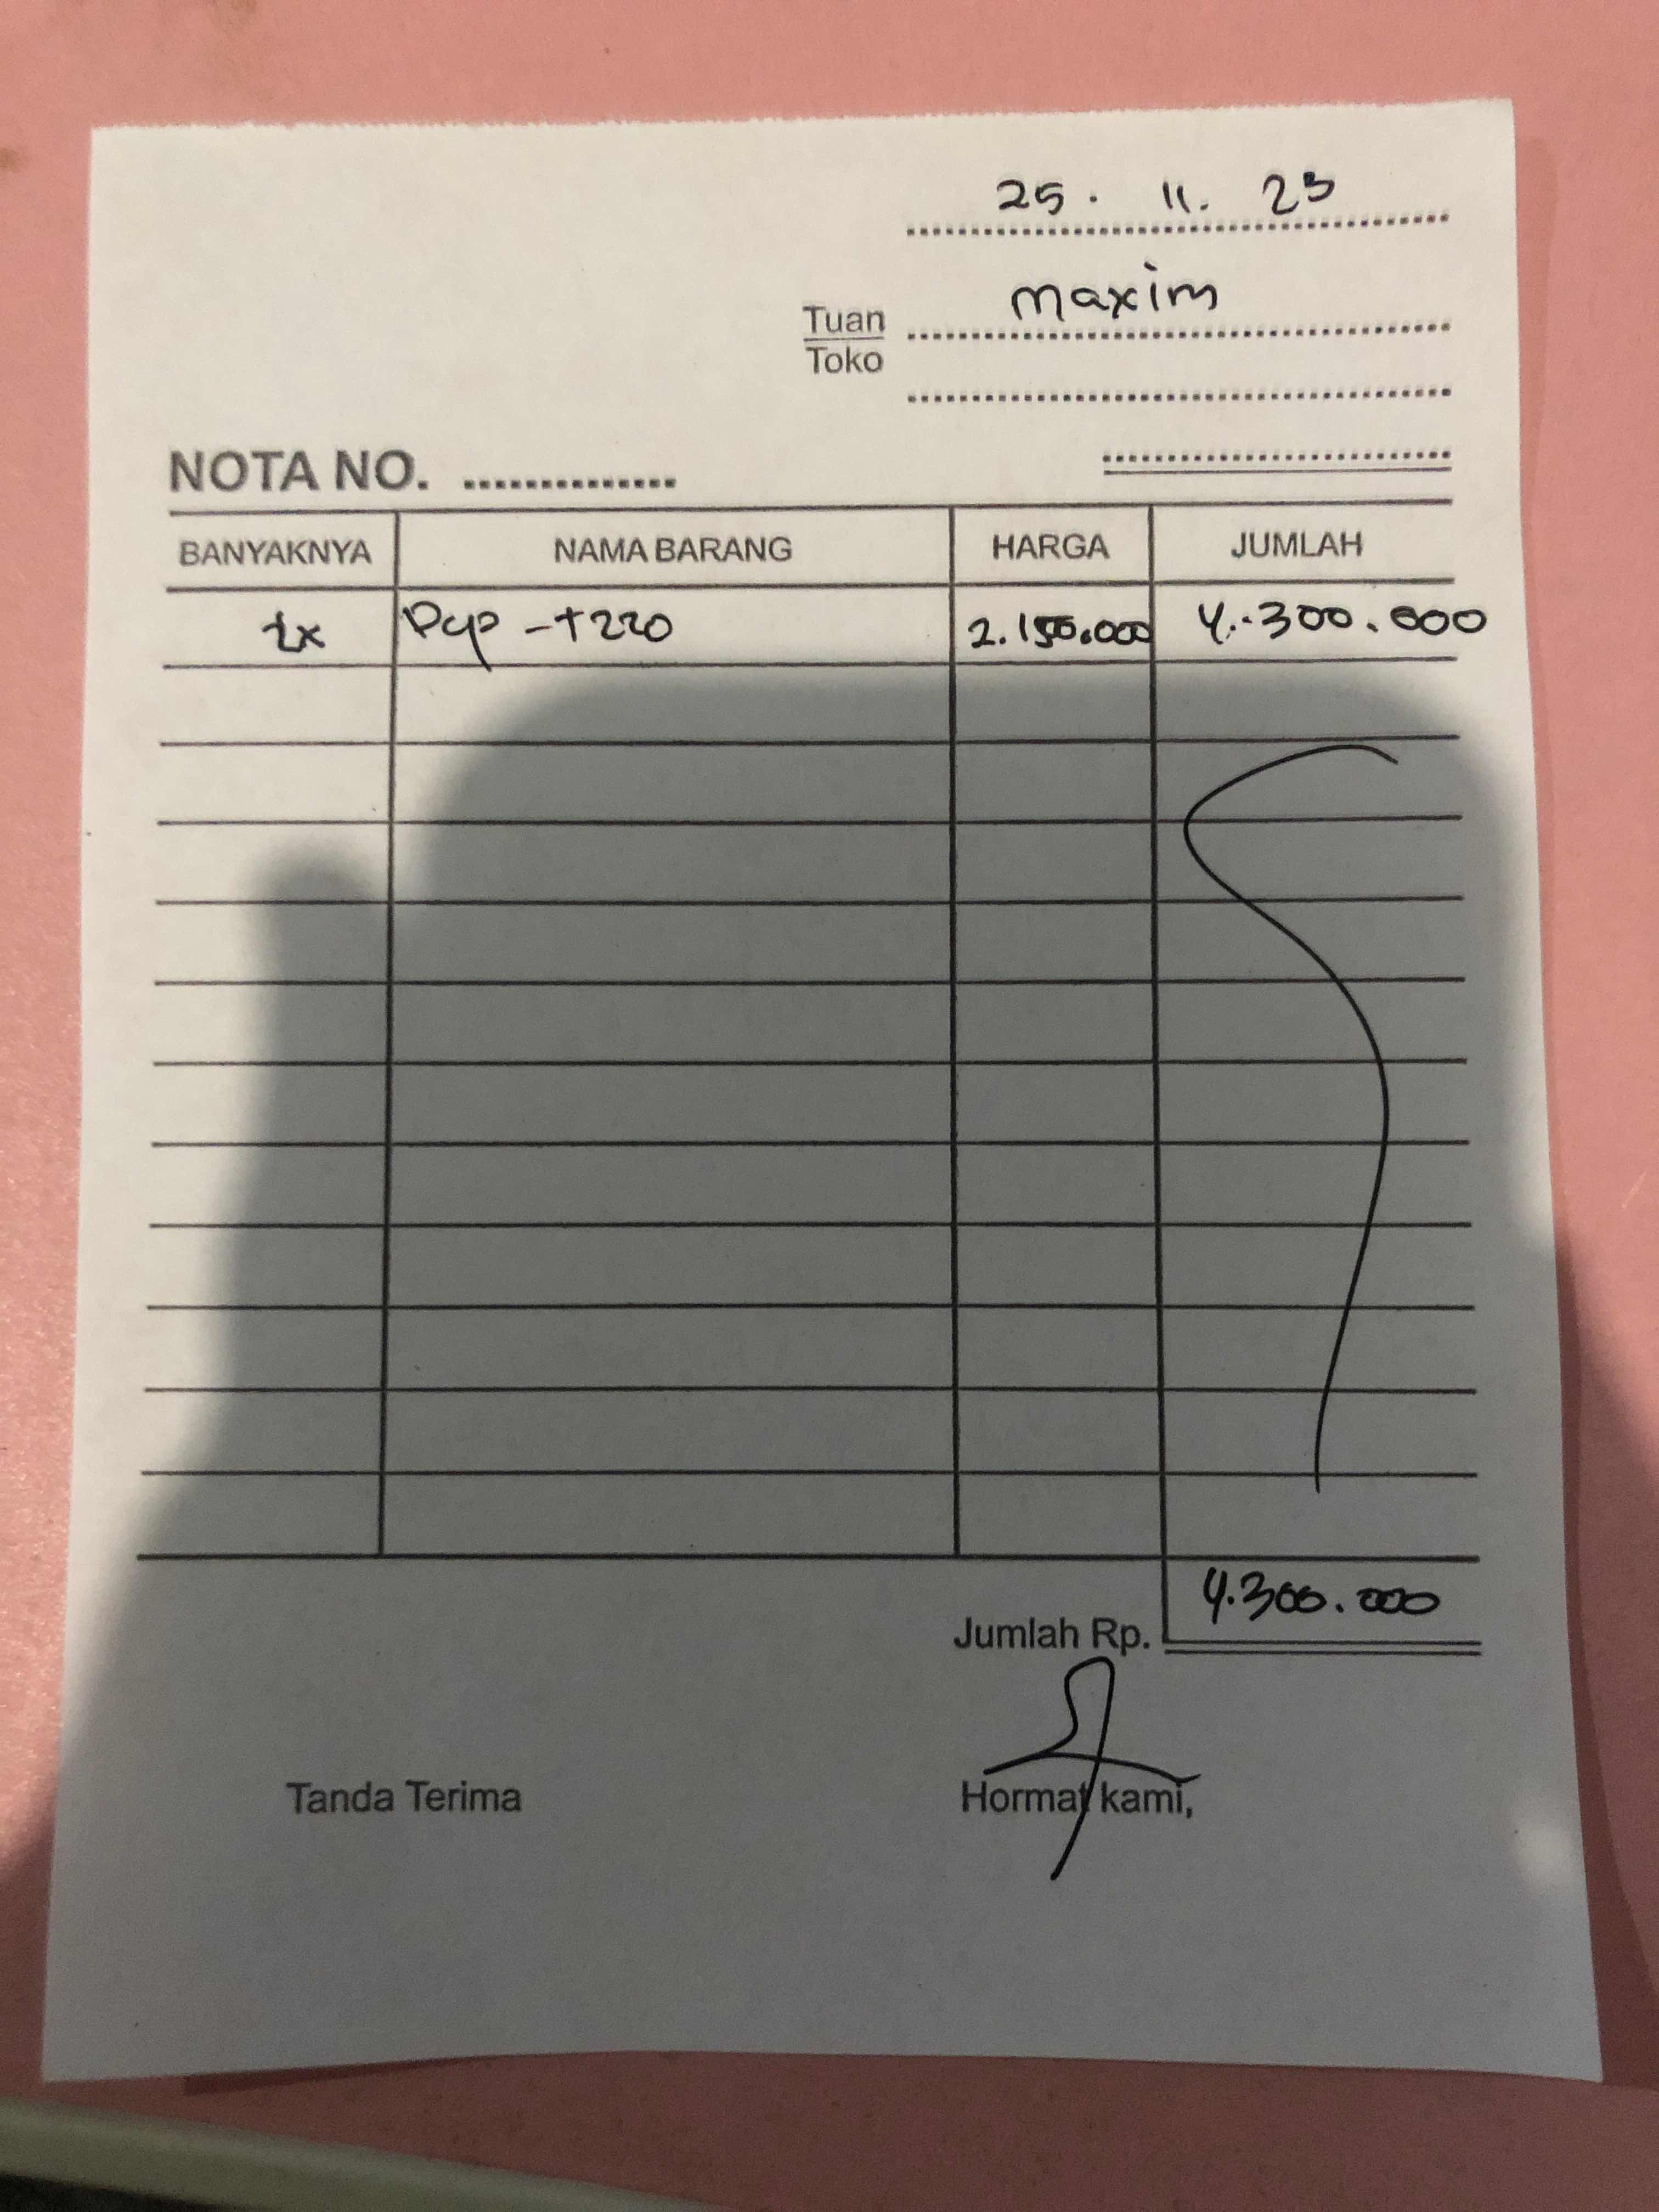 25. 11. 23
Tuan maxim
Toko
NOTA NO. ..............
BANYAKNYA NAMA BARANG HARGA JUMLAH
2x -T220 2.150.000 4.300.000
4.300.000
Jumlah Rp.
Tanda Terima Hormat kami,